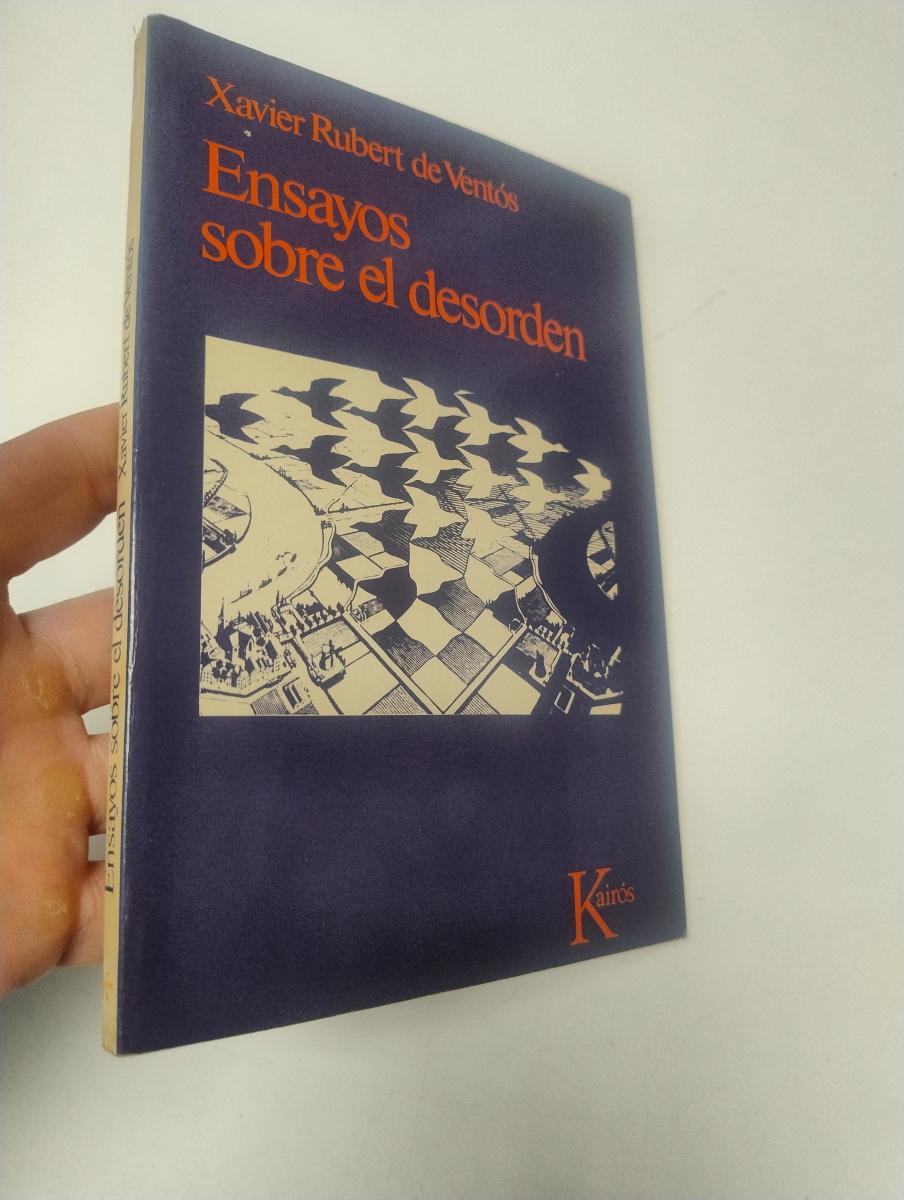 Xavier Rubert de Ventós
Ensayos
sobre el desorden
Kairós
Ensayos sobre el desorden Xavier Rubert de Ventós